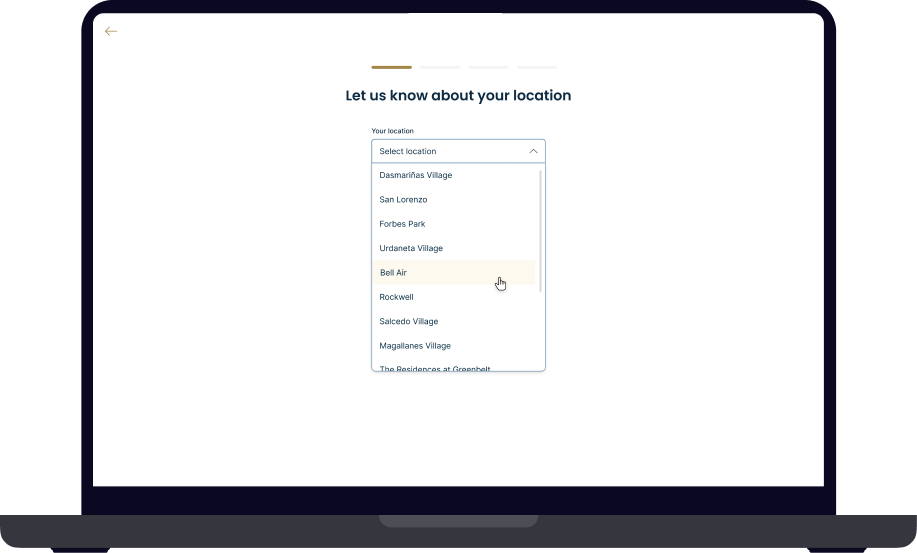 Let us know about your location
Your location
Select location
Dasmariñas Village
San Lorenzo
Forbes Park
Urdaneta Village
Bell Air
Rockwell
Salcedo Village
Magallanes Village
The Residences at Greenbelt